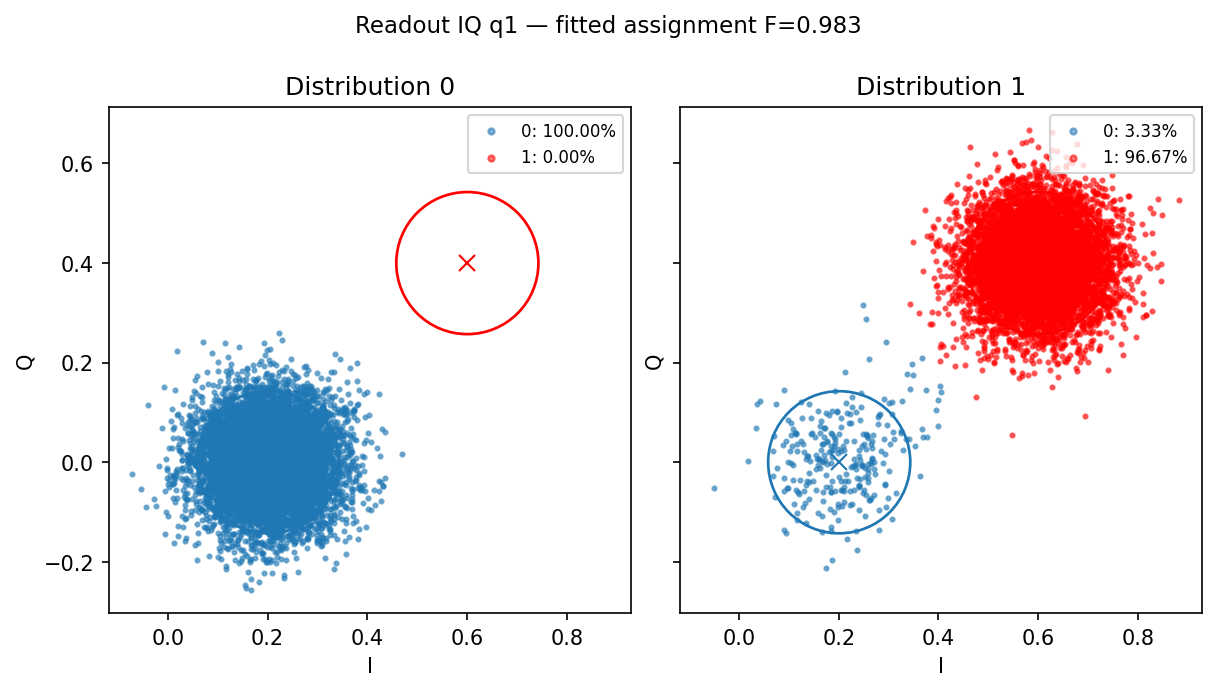 Readout IQ q1 — fitted assignment F=0.983
Distribution 0
0: 100.00%
1: 0.00%
Q
0.6
0.4
0.2
0.0
−0.2
0.0 0.2 0.4 0.6 0.8
I
Distribution 1
0: 3.33%
1: 96.67%
Q
0.0 0.2 0.4 0.6 0.8
I